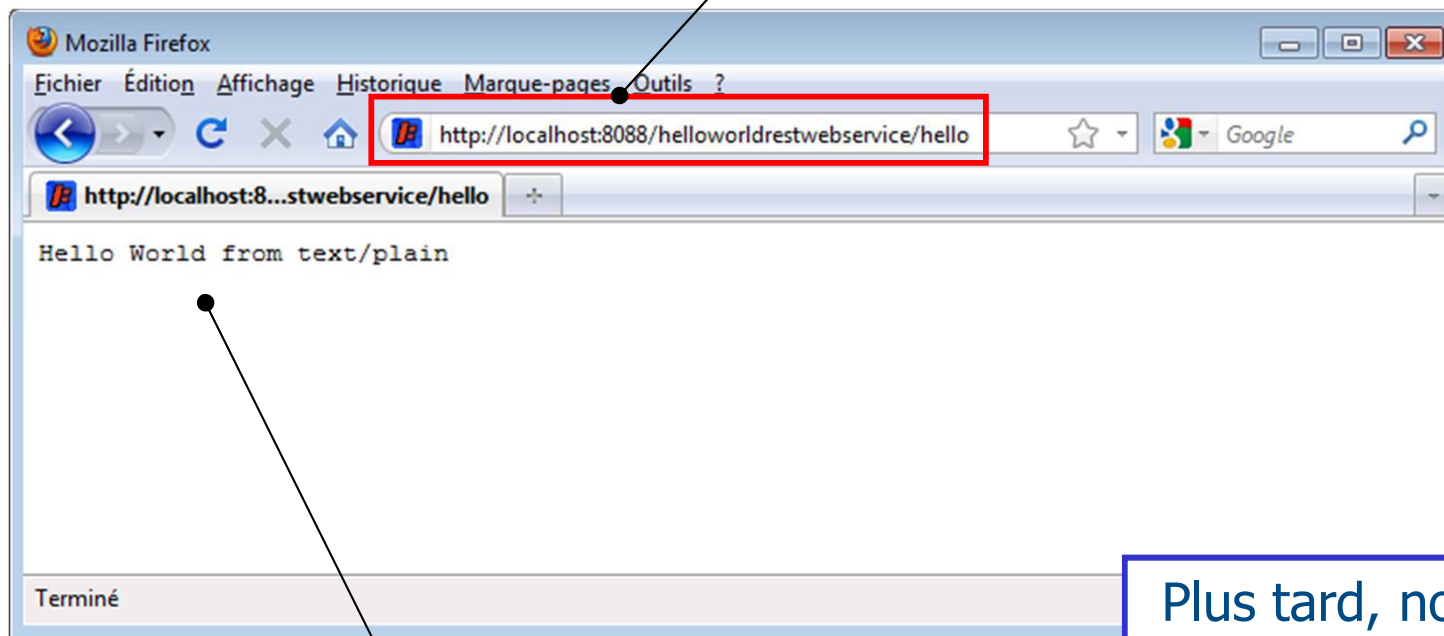 Mozilla Firefox
Fichier Édition Affichage Historique Marque-pages Outils ?
http://localhost:8088/helloworldrestwebservice/hello
Google
http://localhost:8...stwebservice/hello
Hello World from text/plain
Terminé
Plus tard,